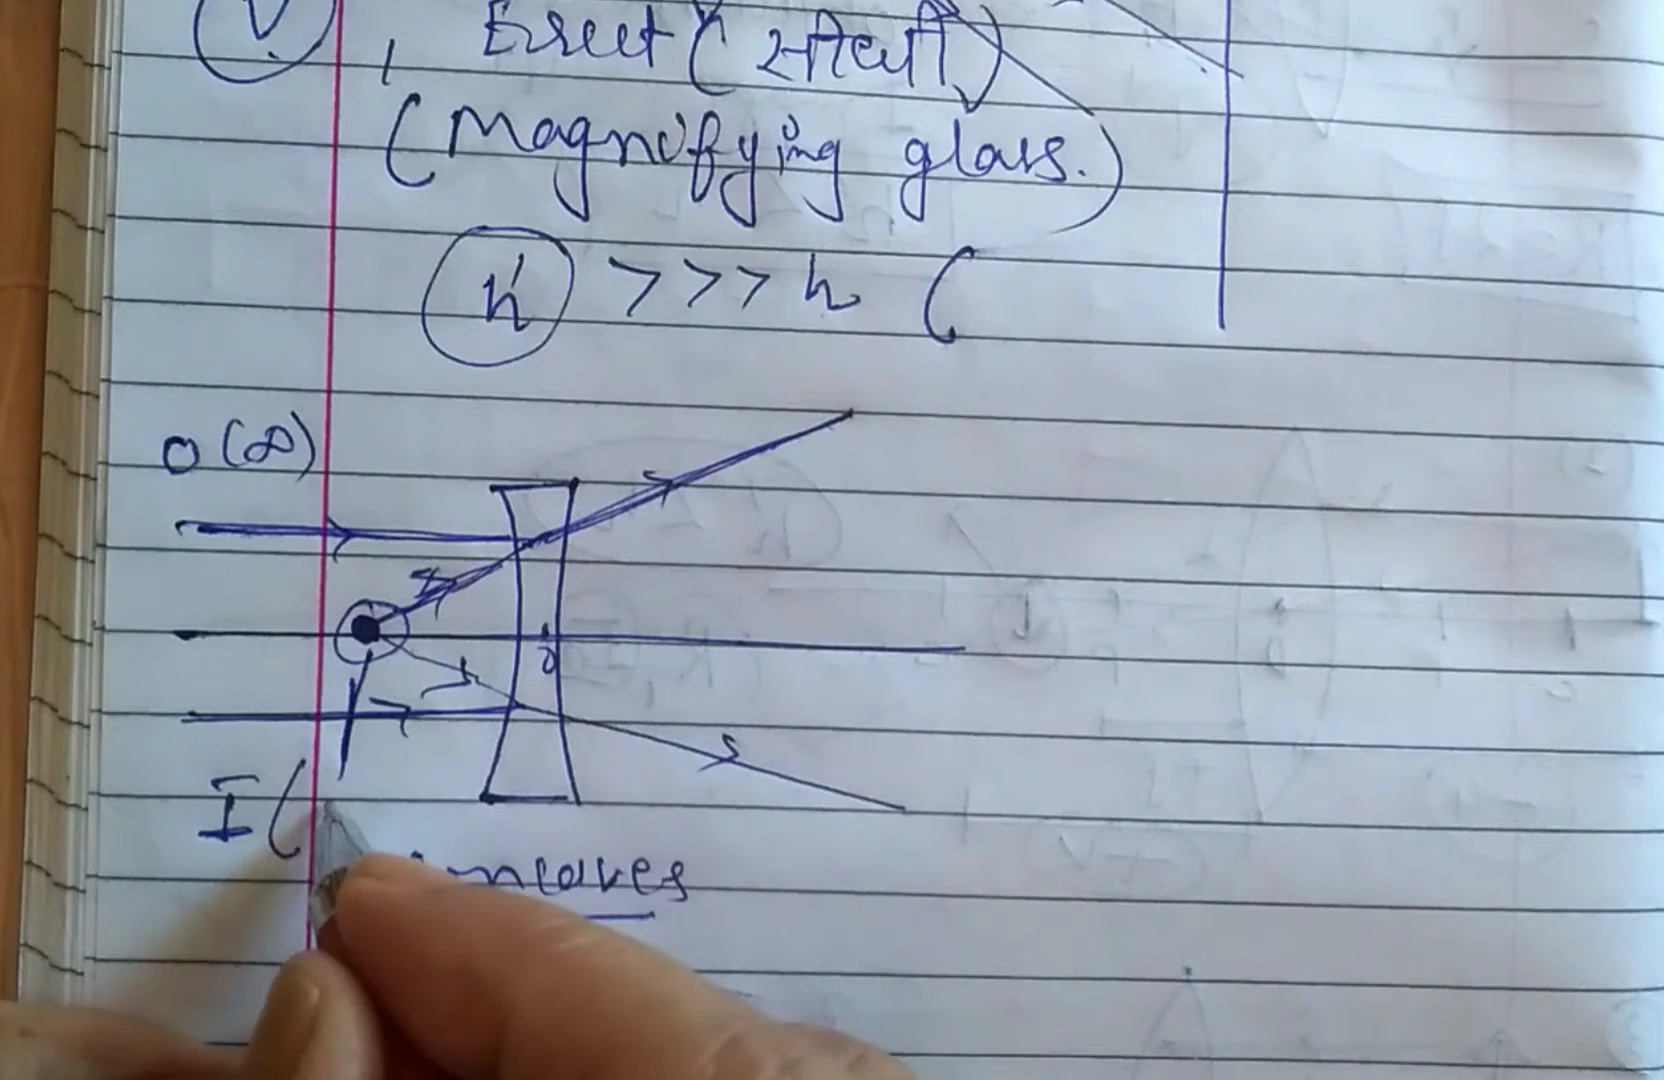 V, Erect (सीधी)
(Magnifying glass.)
h' >>> h (
O (∞)
O
I (